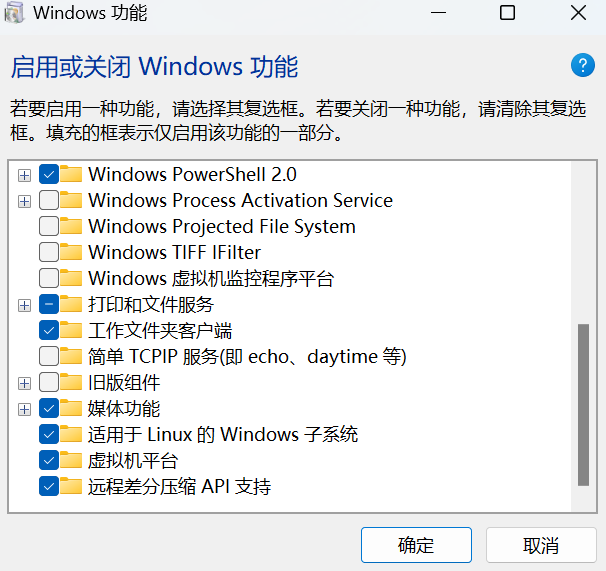 Windows 功能
启用或关闭 Windows 功能
?
若要启用一种功能，请选择其复选框。若要关闭一种功能，请清除其复选
框。填充的框表示仅启用该功能的一部分。
Windows PowerShell 2.0
Windows Process Activation Service
Windows Projected File System
Windows TIFF IFilter
Windows 虚拟机监控程序平台
打印和文件服务
工作文件夹客户端
简单 TCPIP 服务(即 echo、daytime 等)
旧版组件
媒体功能
适用于 Linux 的 Windows 子系统
虚拟机平台
远程差分压缩 API 支持
确定
取消